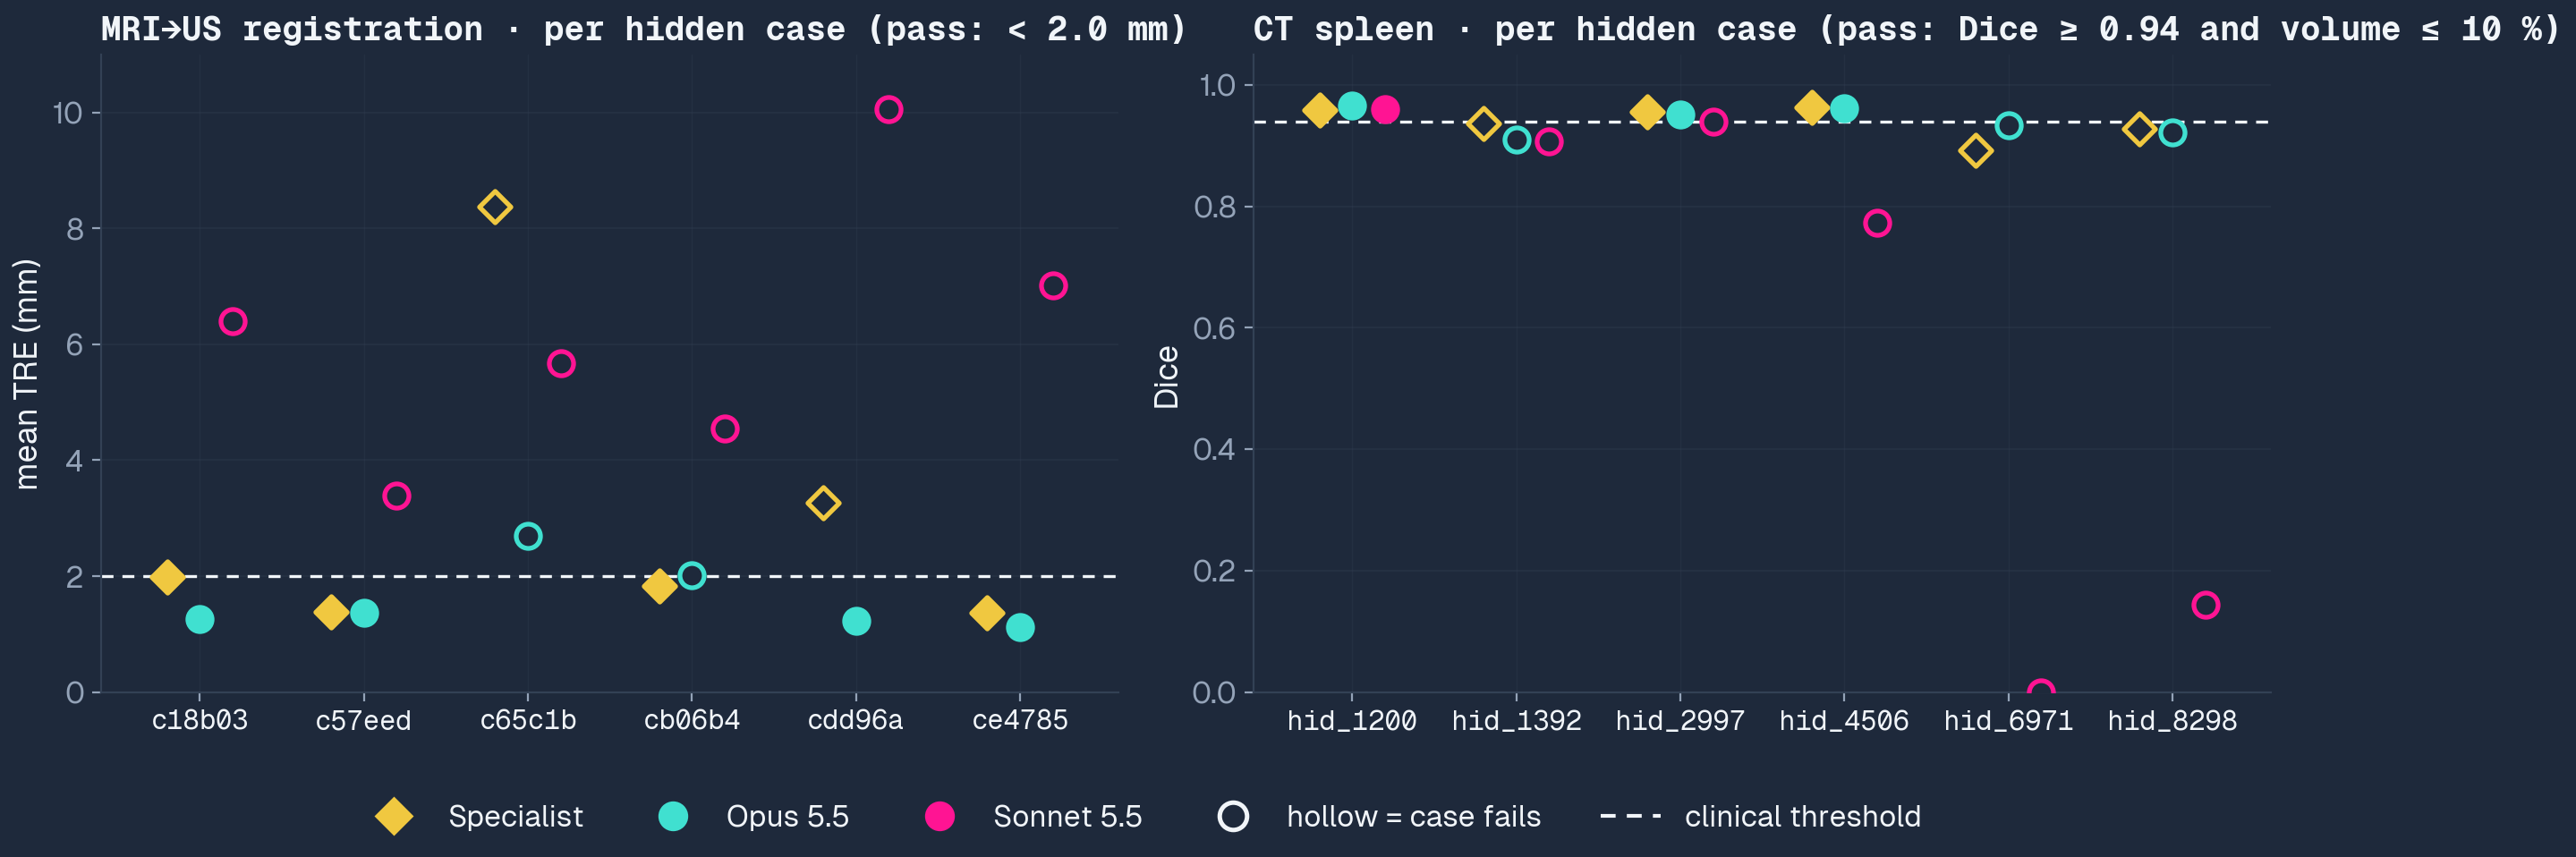 MRI→US registration · per hidden case (pass: < 2.0 mm)
mean TRE (mm)
10
8
6
4
2
0
c18b03 c57eed c65c1b cb06b4 cdd96a ce4785
CT spleen · per hidden case (pass: Dice ≥ 0.94 and volume ≤ 10 %)
Dice
1.0
0.8
0.6
0.4
0.2
0.0
hid_1200 hid_1392 hid_2997 hid_4506 hid_6971 hid_8298
Specialist Opus 5.5 Sonnet 5.5 hollow = case fails clinical threshold